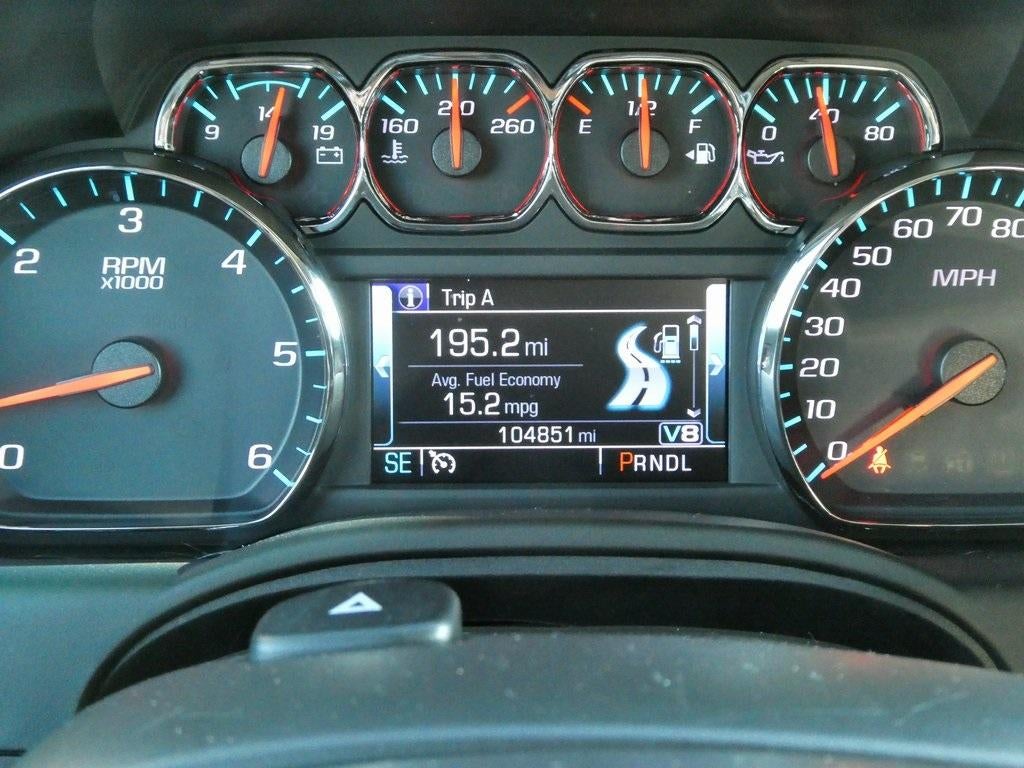 9 14 19
160 210 260
E 1/2 F
0 40 80
0 2 3 4 5 6
RPM
x1000
Trip A
195.2 mi
Avg. Fuel Economy
15.2 mpg
104851 mi V8
SE PRNDL
0 10 20 30 40 50 60 70 80
MPH